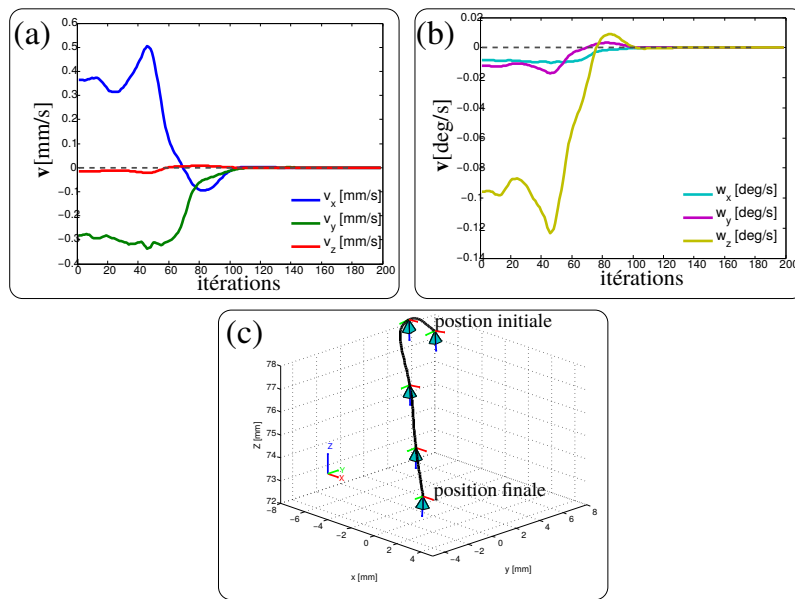 (a)
v[mm/s]
0.6
0.5
0.4
0.3
0.2
0.1
0
-0.1
-0.2
-0.3
-0.4
v_x [mm/s]
v_y [mm/s]
v_z [mm/s]
0 20 40 60 80 100 120 140 160 180 200
itérations
(b)
v[deg/s]
0.02
0
-0.02
-0.04
-0.06
-0.08
-0.1
-0.12
-0.14
w_x [deg/s]
w_y [deg/s]
w_z [deg/s]
0 20 40 60 80 100 120 140 160 180 200
itérations
(c)
postion initiale
position finale
Z [mm]
78
77
76
75
74
73
72
Z
Y
X
-8 -6 -4 -2 0 2 4
x [mm]
-4 -2 0 2 4 6 8
y [mm]